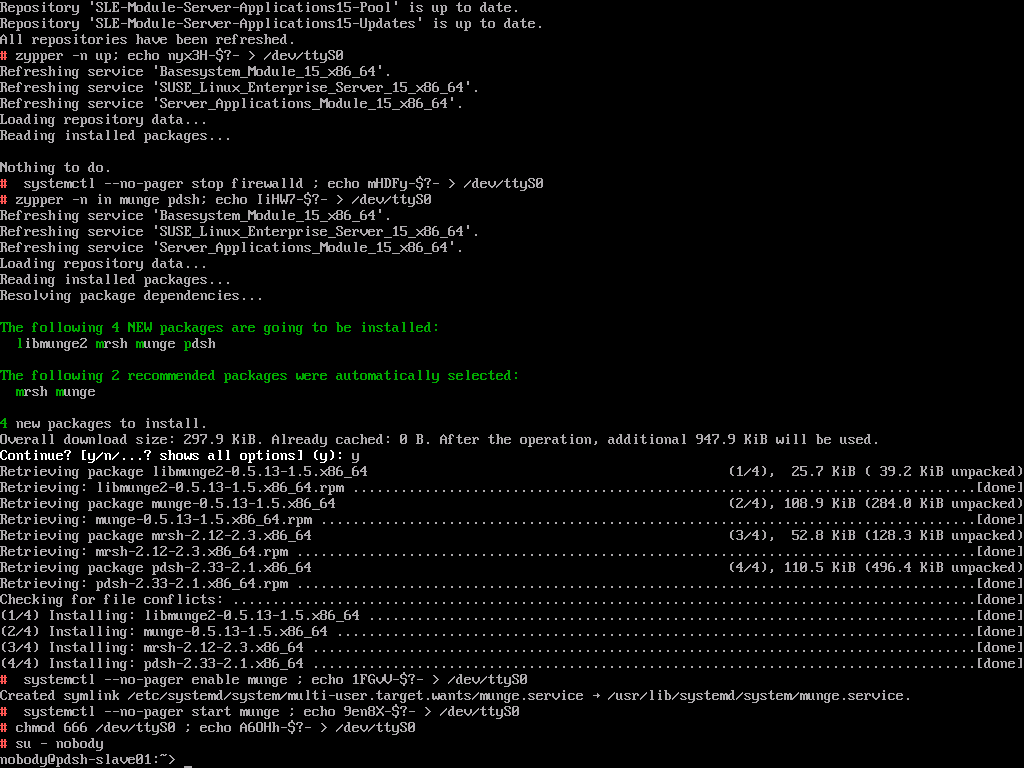 Repository 'SLE-Module-Server-Applications15-Pool' is up to date.
Repository 'SLE-Module-Server-Applications15-Updates' is up to date.
All repositories have been refreshed.
# zypper -n up; echo nyx3H-$?- > /dev/ttyS0
Refreshing service 'Basesystem_Module_15_x86_64'.
Refreshing service 'SUSE_Linux_Enterprise_Server_15_x86_64'.
Refreshing service 'Server_Applications_Module_15_x86_64'.
Loading repository data...
Reading installed packages...
Nothing to do.
#  systemctl --no-pager stop firewalld ; echo mHDFy-$?- > /dev/ttyS0
# zypper -n in munge pdsh; echo IiHW7-$?- > /dev/ttyS0
Refreshing service 'Basesystem_Module_15_x86_64'.
Refreshing service 'SUSE_Linux_Enterprise_Server_15_x86_64'.
Refreshing service 'Server_Applications_Module_15_x86_64'.
Loading repository data...
Reading installed packages...
Resolving package dependencies...
The following 4 NEW packages are going to be installed:
  libmunge2 mrsh munge pdsh
The following 2 recommended packages were automatically selected:
  mrsh munge
4 new packages to install.
Overall download size: 297.9 KiB. Already cached: 0 B. After the operation, additional 947.9 KiB will be used.
Continue? [y/n/...? shows all options] (y): y
Retrieving package libmunge2-0.5.13-1.5.x86_64 (1/4),  25.7 KiB ( 39.2 KiB unpacked)
Retrieving: libmunge2-0.5.13-1.5.x86_64.rpm ..............................................................................[done]
Retrieving package munge-0.5.13-1.5.x86_64 (2/4), 108.9 KiB (284.0 KiB unpacked)
Retrieving: munge-0.5.13-1.5.x86_64.rpm ..................................................................................[done]
Retrieving package mrsh-2.12-2.3.x86_64 (3/4),  52.8 KiB (128.3 KiB unpacked)
Retrieving: mrsh-2.12-2.3.x86_64.rpm .....................................................................................[done]
Retrieving package pdsh-2.33-2.1.x86_64 (4/4), 110.5 KiB (496.4 KiB unpacked)
Retrieving: pdsh-2.33-2.1.x86_64.rpm .....................................................................................[done]
Checking for file conflicts: .............................................................................................[done]
(1/4) Installing: libmunge2-0.5.13-1.5.x86_64 ............................................................................[done]
(2/4) Installing: munge-0.5.13-1.5.x86_64 ................................................................................[done]
(3/4) Installing: mrsh-2.12-2.3.x86_64 ...................................................................................[done]
(4/4) Installing: pdsh-2.33-2.1.x86_64 ...................................................................................[done]
#  systemctl --no-pager enable munge ; echo 1FGvV-$?- > /dev/ttyS0
Created symlink /etc/systemd/system/multi-user.target.wants/munge.service → /usr/lib/systemd/system/munge.service.
#  systemctl --no-pager start munge ; echo 9en8X-$?- > /dev/ttyS0
# chmod 666 /dev/ttyS0 ; echo A6OHh-$?- > /dev/ttyS0
# su - nobody
nobody@pdsh-slave01:~> _